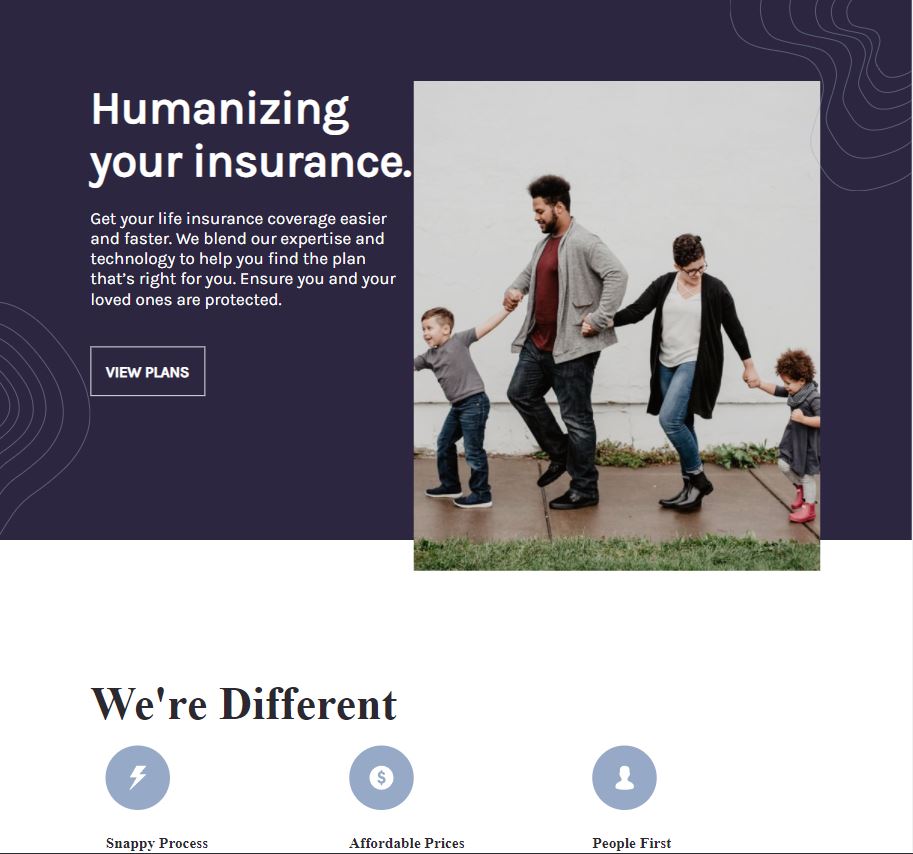 Humanizing
your insurance.
Get your life insurance coverage easier
and faster. We blend our expertise and
technology to help you find the plan
that’s right for you. Ensure you and your
loved ones are protected.
VIEW PLANS
We're Different
$
Snappy Process
Affordable Prices
People First